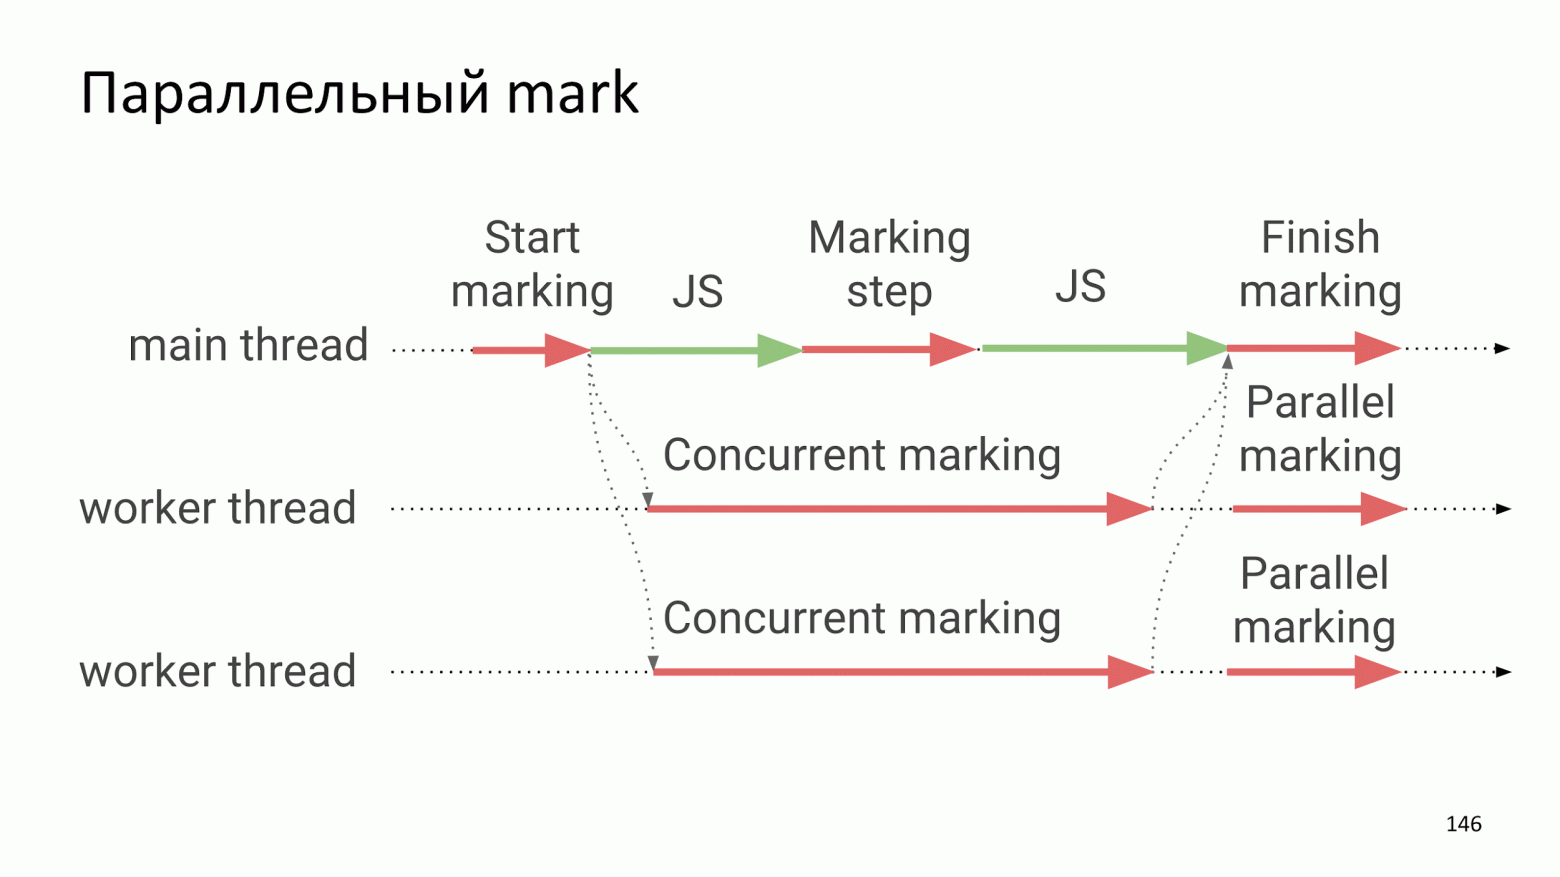 Параллельный mark
Start
marking
JS
Marking
step
JS
Finish
marking
main thread
Parallel
marking
Concurrent marking
worker thread
Parallel
marking
Concurrent marking
worker thread
146